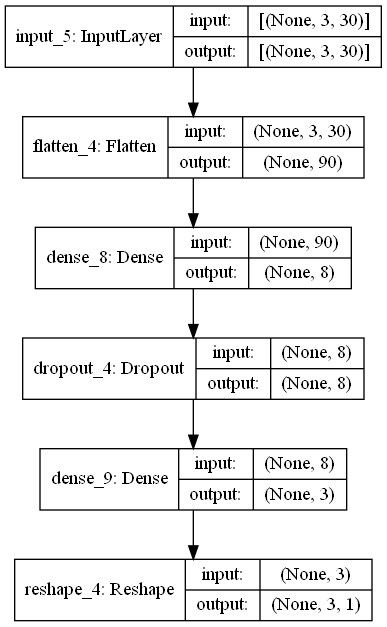 input_5: InputLayer
input: [(None, 3, 30)]
output: [(None, 3, 30)]
flatten_4: Flatten
input: (None, 3, 30)
output: (None, 90)
dense_8: Dense
input: (None, 90)
output: (None, 8)
dropout_4: Dropout
input: (None, 8)
output: (None, 8)
dense_9: Dense
input: (None, 8)
output: (None, 3)
reshape_4: Reshape
input: (None, 3)
output: (None, 3, 1)